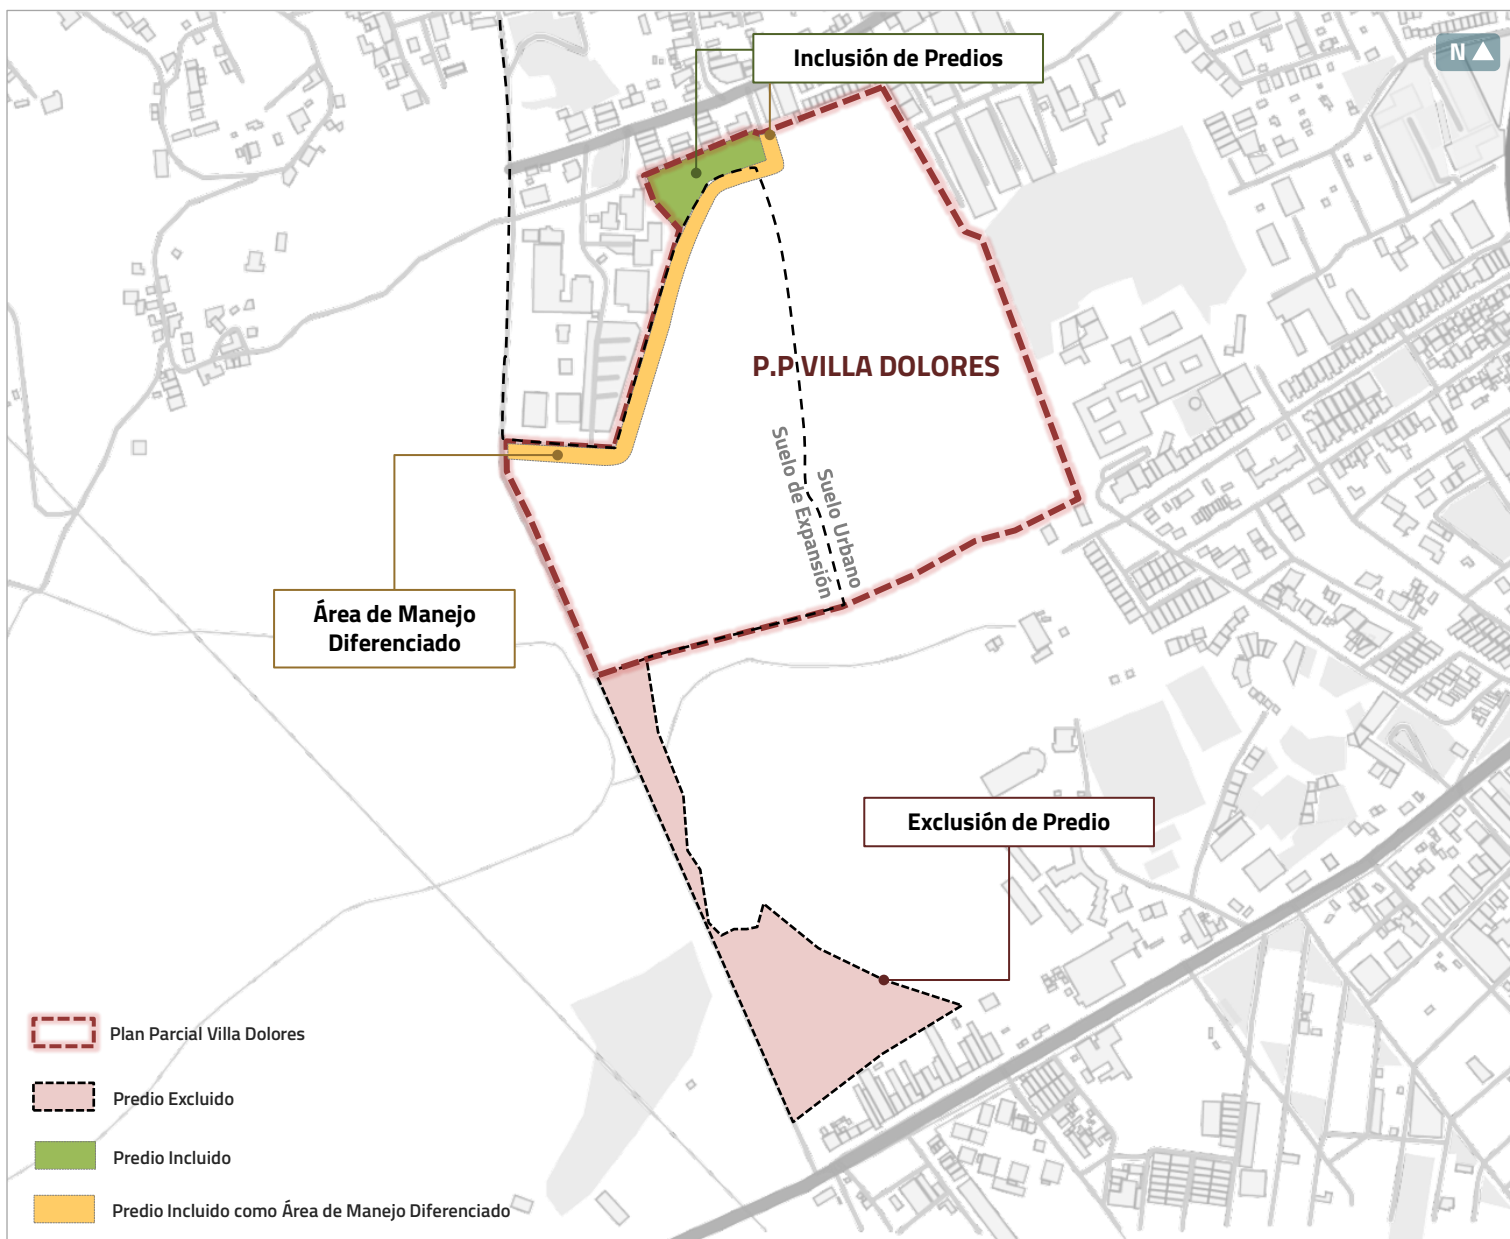 Inclusión de Predios
N
P.P VILLA DOLORES
Suelo Urbano
Suelo de Expansión
Área de Manejo
Diferenciado
Exclusión de Predio
Plan Parcial Villa Dolores
Predio Excluido
Predio Incluido
Predio Incluido como Área de Manejo Diferenciado